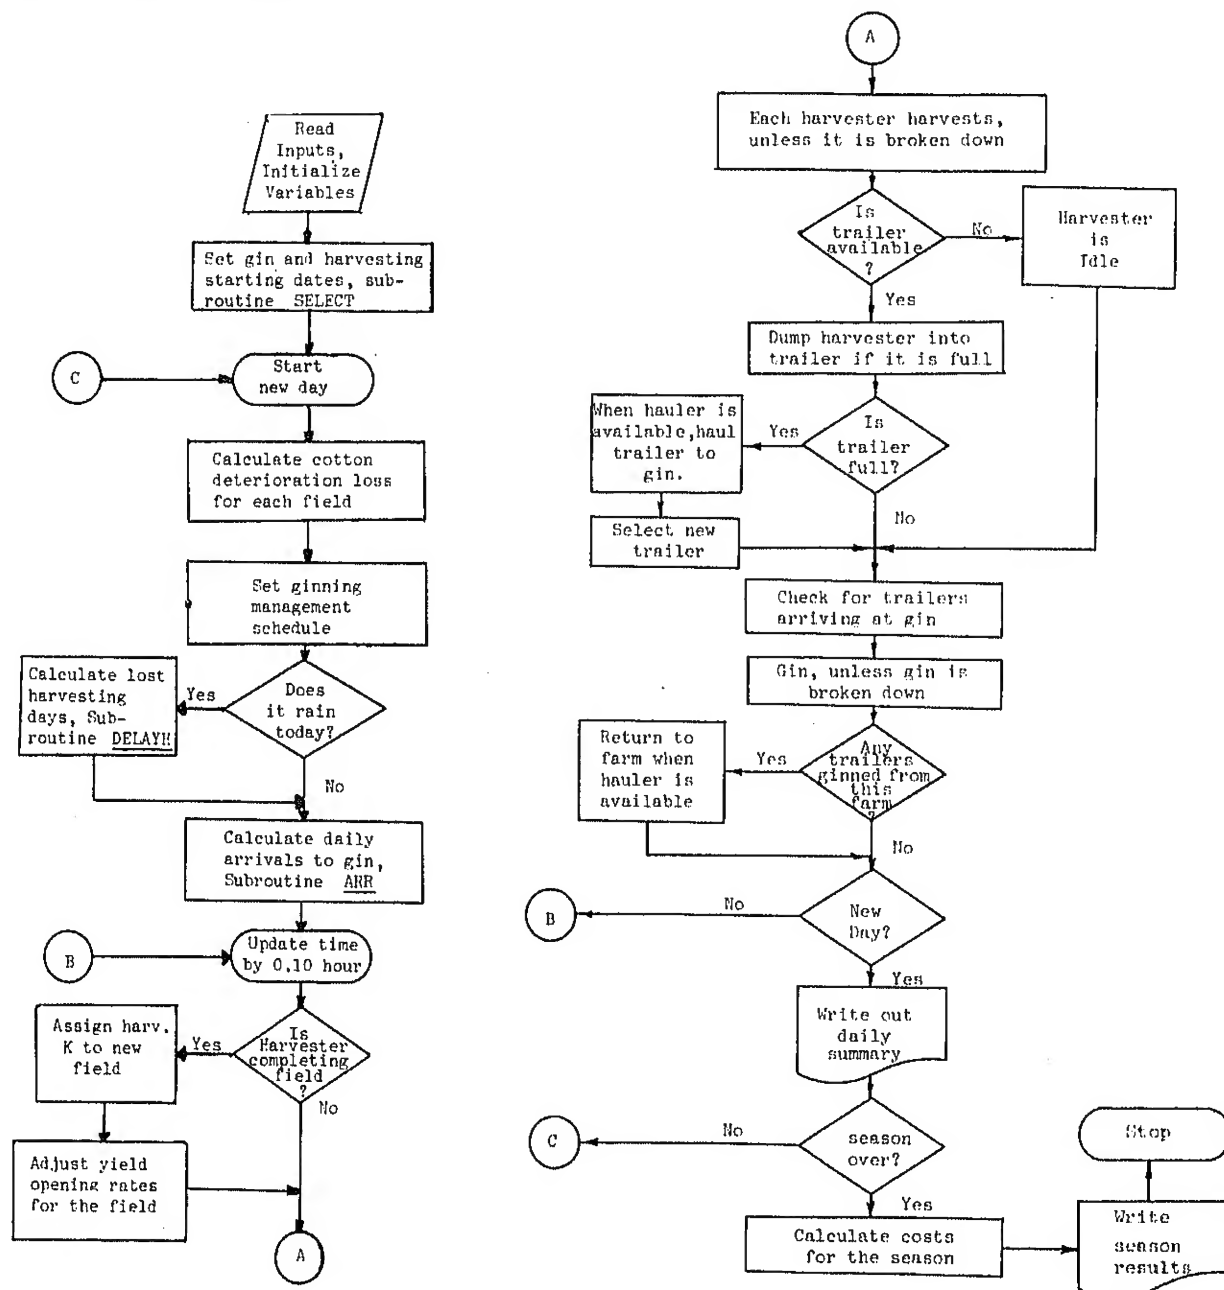 Read
Inputs,
Initialize
Variables
Set gin and harvesting
starting dates, sub-
routine SELECT
C
Start
new day
Calculate cotton
deterioration loss
for each field
Set ginning
management
schedule
Calculate lost
harvesting
days, Sub-
routine DELAYH
Yes
Does
it rain
today?
No
Calculate daily
arrivals to gin,
Subroutine ARR
B
Update time
by 0.10 hour
Assign harv.
K to new
field
Yes
Is
Harvester
completing
field
?
No
Adjust yield
opening rates
for the field
A
A
Each harvester harvests,
unless it is broken down
Is
trailer
available
?
No
Harvester
is
Idle
Yes
Dump harvester into
trailer if it is full
When hauler is
available,haul
trailer to
gin.
Yes
Is
trailer
full?
No
Select new
trailer
Check for trailers
arriving at gin
Gin, unless gin is
broken down
Return to
farm when
hauler is
available
Yes
Any
trailers
ginned from
this
farm
?
No
B
No
New
Day?
Yes
Write out
daily
summary
C
No
season
over?
Yes
Calculate costs
for the season
Write
season
results
Stop